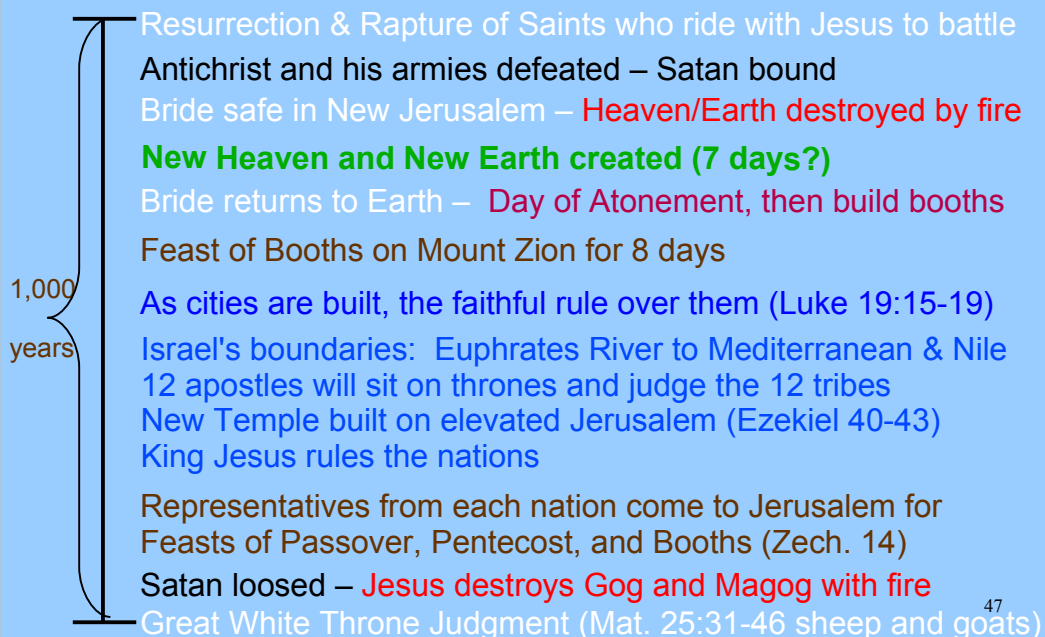 Resurrection & Rapture of Saints who ride with Jesus to battle
Antichrist and his armies defeated – Satan bound
Bride safe in New Jerusalem – Heaven/Earth destroyed by fire
New Heaven and New Earth created (7 days?)
Bride returns to Earth – Day of Atonement, then build booths
Feast of Booths on Mount Zion for 8 days
1,000
As cities are built, the faithful rule over them (Luke 19:15-19)
years
Israel's boundaries: Euphrates River to Mediterranean & Nile
12 apostles will sit on thrones and judge the 12 tribes
New Temple built on elevated Jerusalem (Ezekiel 40-43)
King Jesus rules the nations
Representatives from each nation come to Jerusalem for
Feasts of Passover, Pentecost, and Booths (Zech. 14)
Satan loosed – Jesus destroys Gog and Magog with fire
47
Great White Throne Judgment (Mat. 25:31-46 sheep and goats)